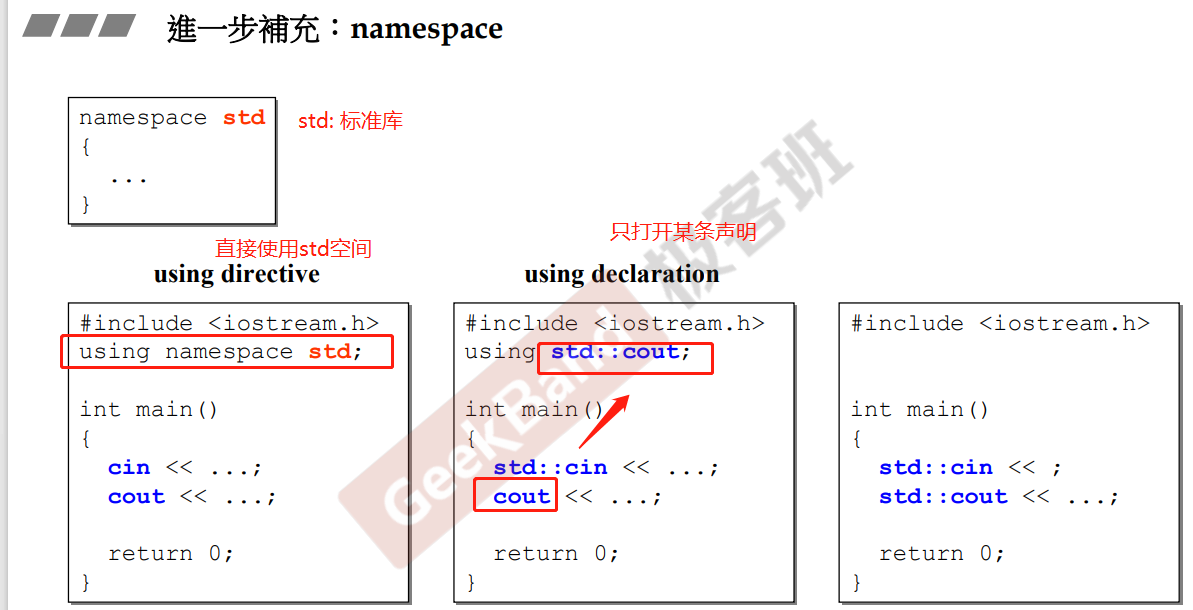 進一步補充：namespace
namespace std
{
...
}
std: 标准库
直接使用std空间
using directive
#include <iostream.h>
using namespace std;
int main()
{
cin << ...;
cout << ...;
return 0;
}
只打开某条声明
using declaration
#include <iostream.h>
using std::cout;
int main()
{
std::cin << ...;
cout << ...;
return 0;
}
#include <iostream.h>
int main()
{
std::cin << ;
std::cout << ...;
return 0;
}
GeekBand 极客班